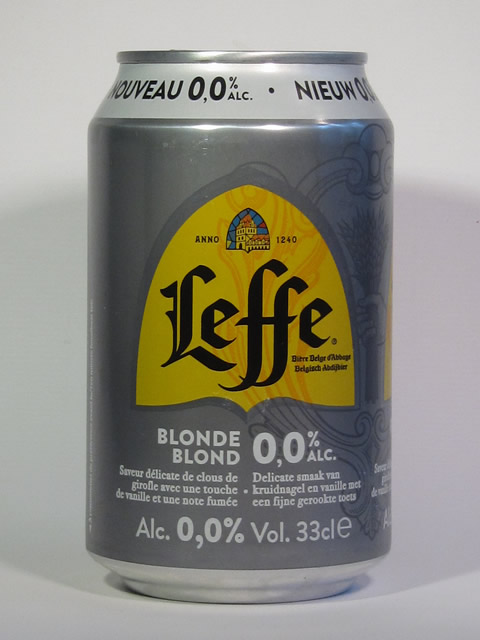 NOUVEAU 0,0% ALC. • NIEUW 0,0
ANNO 1240
Leffe®
Bière Belge d'Abbaye
Belgisch Abdijbier
BLONDE
BLOND
0,0% ALC.
Saveur délicate de clous de
girofle avec une touche
de vanille et une note fumée
•
Delicate smaak van
kruidnagel en vanille met
een fijne gerookte toets
Alc. 0,0% Vol. 33cl e